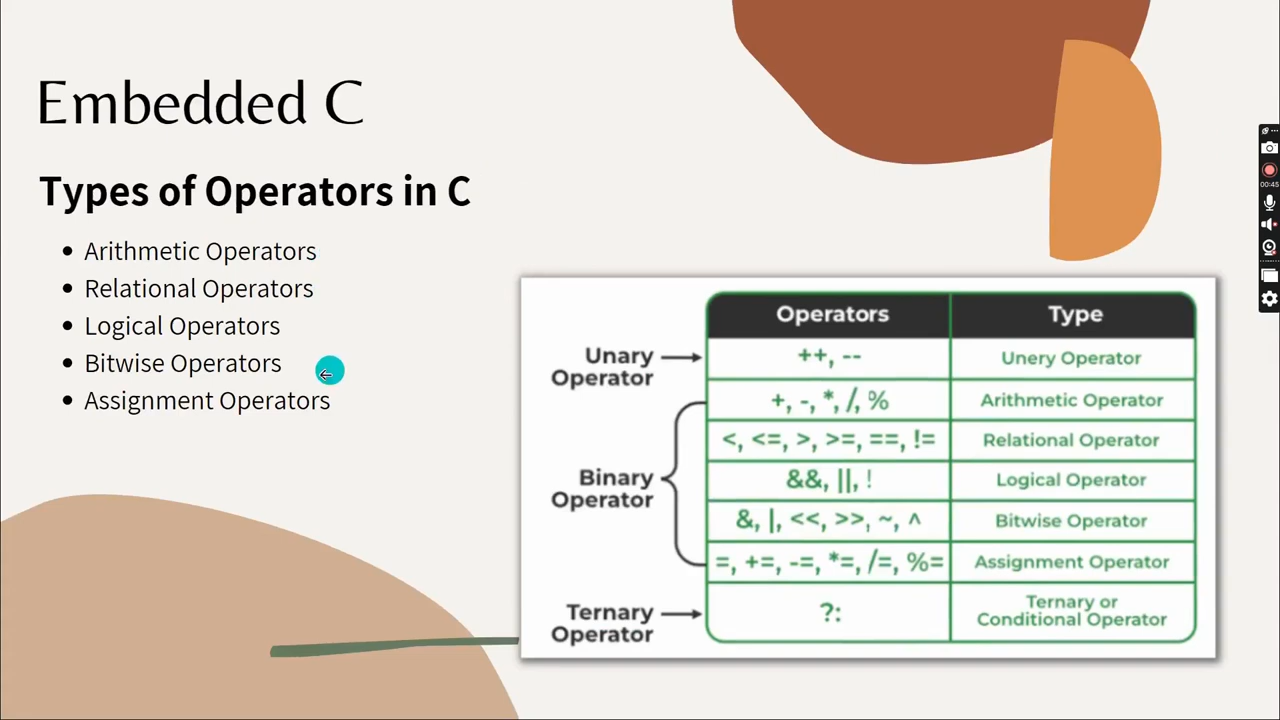 Embedded C
Types of Operators in C
• Arithmetic Operators
• Relational Operators
• Logical Operators
• Bitwise Operators
• Assignment Operators
Operators Type
Unary
Operator
++, -- Unery Operator
+, -, *, /, % Arithmetic Operator
<, <=, >, >=, ==, != Relational Operator
Binary
Operator
&&, ||, ! Logical Operator
&, |, <<, >>, ~, ^ Bitwise Operator
=, +=, -=, *=, /=, %= Assignment Operator
Ternary
Operator
?: Ternary or
Conditional Operator
00:45